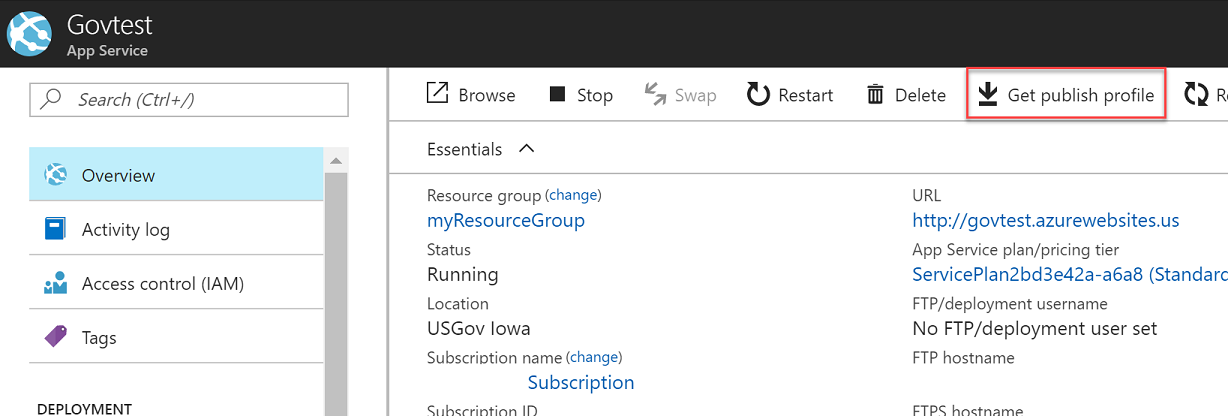 Govtest
App Service
Search (Ctrl+/)
Overview
Activity log
Access control (IAM)
Tags
DEPLOYMENT
Browse Stop Swap Restart Delete Get publish profile
Essentials
Resource group (change)
myResourceGroup
Status
Running
Location
USGov Iowa
Subscription name (change)
Subscription
Subscription ID
URL
http://govtest.azurewebsites.us
App Service plan/pricing tier
ServicePlan2bd3e42a-a6a8 (Standard
FTP/deployment username
No FTP/deployment user set
FTP hostname
FTPS hostname